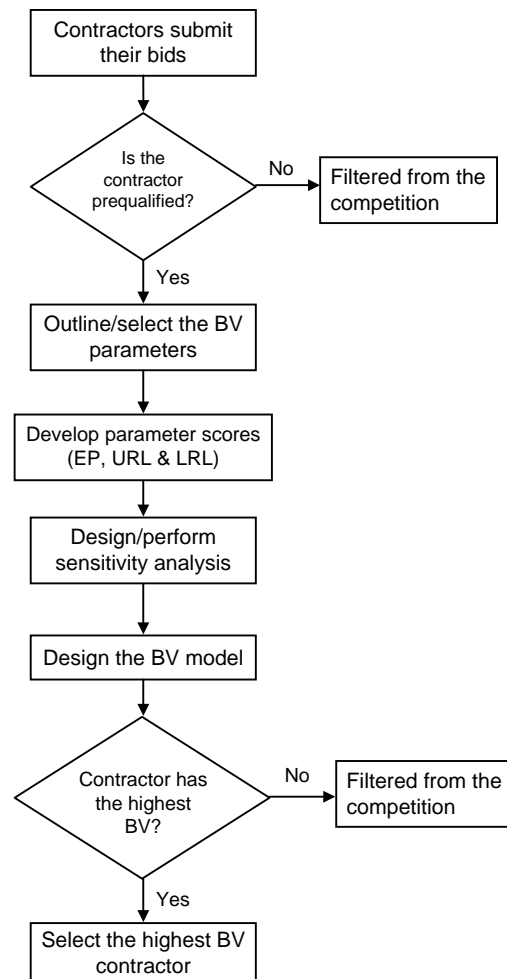 Contractors submit
their bids
Is the
contractor
prequalified?
No
Filtered from the
competition
Yes
Outline/select the BV
parameters
Develop parameter scores
(EP, URL & LRL)
Design/perform
sensitivity analysis
Design the BV model
Contractor has
the highest
BV?
No
Filtered from the
competition
Yes
Select the highest BV
contractor